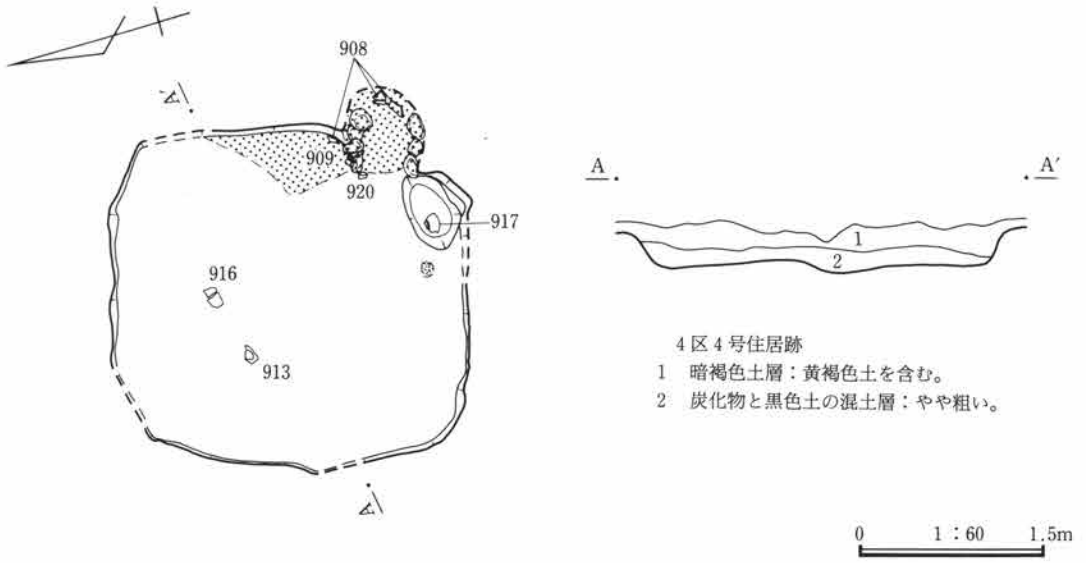 908
A′
909
920
917
916
913
A
A A′
1
2
4区4号住居跡
1 暗褐色土層：黄褐色土を含む。
2 炭化物と黒色土の混土層：やや粗い。
0 1：60 1.5m